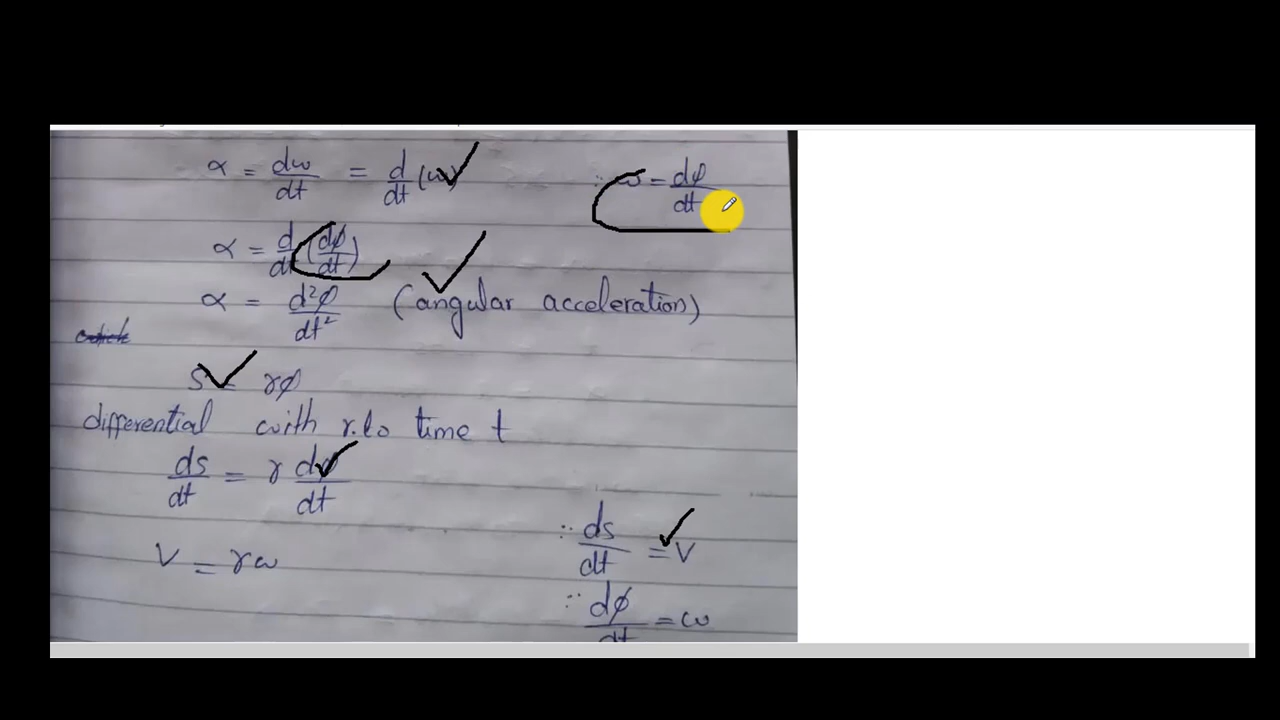 α = dω/dt = d/dt (ω)
∵ ω = dφ/dt
α = d/dt (dφ/dt)
α = d²φ/dt² (angular acceleration)
s = rφ
differential with r.to time t
ds/dt = r dφ/dt
∵ ds/dt = v
V = rω
∵ dφ/dt = ω